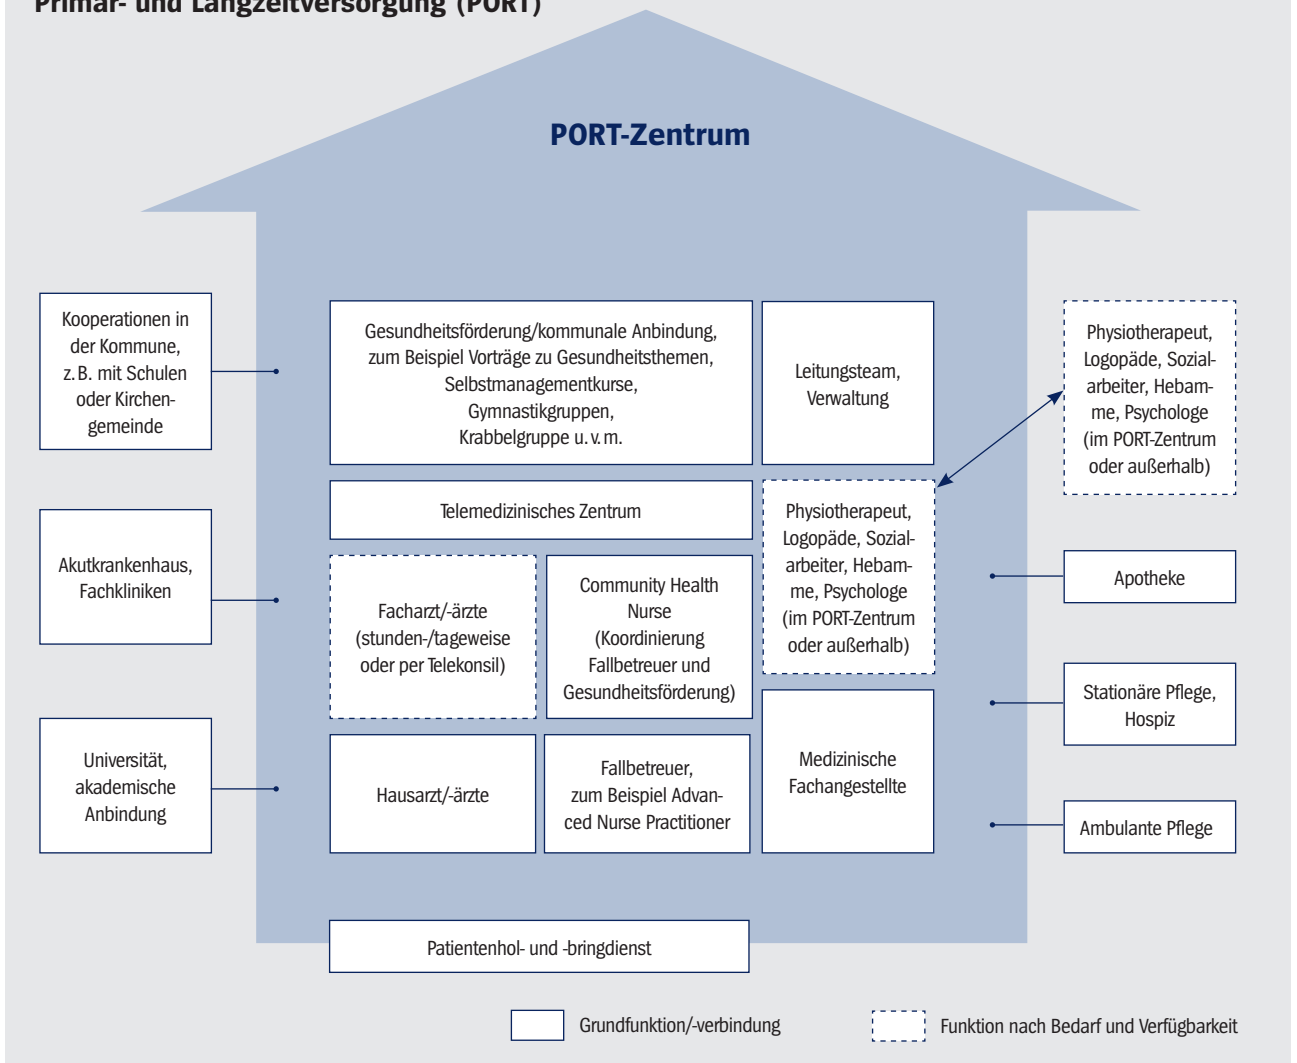 Primär- und Langzeitversorgung (PORT)
PORT-Zentrum
Kooperationen in
der Kommune,
z. B. mit Schulen
oder Kirchen-
gemeinde
Akutkrankenhaus,
Fachkliniken
Universität,
akademische
Anbindung
Gesundheitsförderung/kommunale Anbindung,
zum Beispiel Vorträge zu Gesundheitsthemen,
Selbstmanagementkurse,
Gymnastikgruppen,
Krabbelgruppe u. v. m.
Leitungsteam,
Verwaltung
Telemedizinisches Zentrum
Physiotherapeut,
Logopäde, Sozial-
arbeiter, Hebam-
me, Psychologe
(im PORT-Zentrum
oder außerhalb)
Facharzt/-ärzte
(stunden-/tageweise
oder per Telekonsil)
Community Health
Nurse
(Koordinierung
Fallbetreuer und
Gesundheitsförderung)
Hausarzt/-ärzte
Fallbetreuer,
zum Beispiel Advan-
ced Nurse Practitioner
Medizinische
Fachangestellte
Patientenhol- und -bringdienst
Physiotherapeut,
Logopäde, Sozial-
arbeiter, Hebam-
me, Psychologe
(im PORT-Zentrum
oder außerhalb)
Apotheke
Stationäre Pflege,
Hospiz
Ambulante Pflege
Grundfunktion/-verbindung
Funktion nach Bedarf und Verfügbarkeit